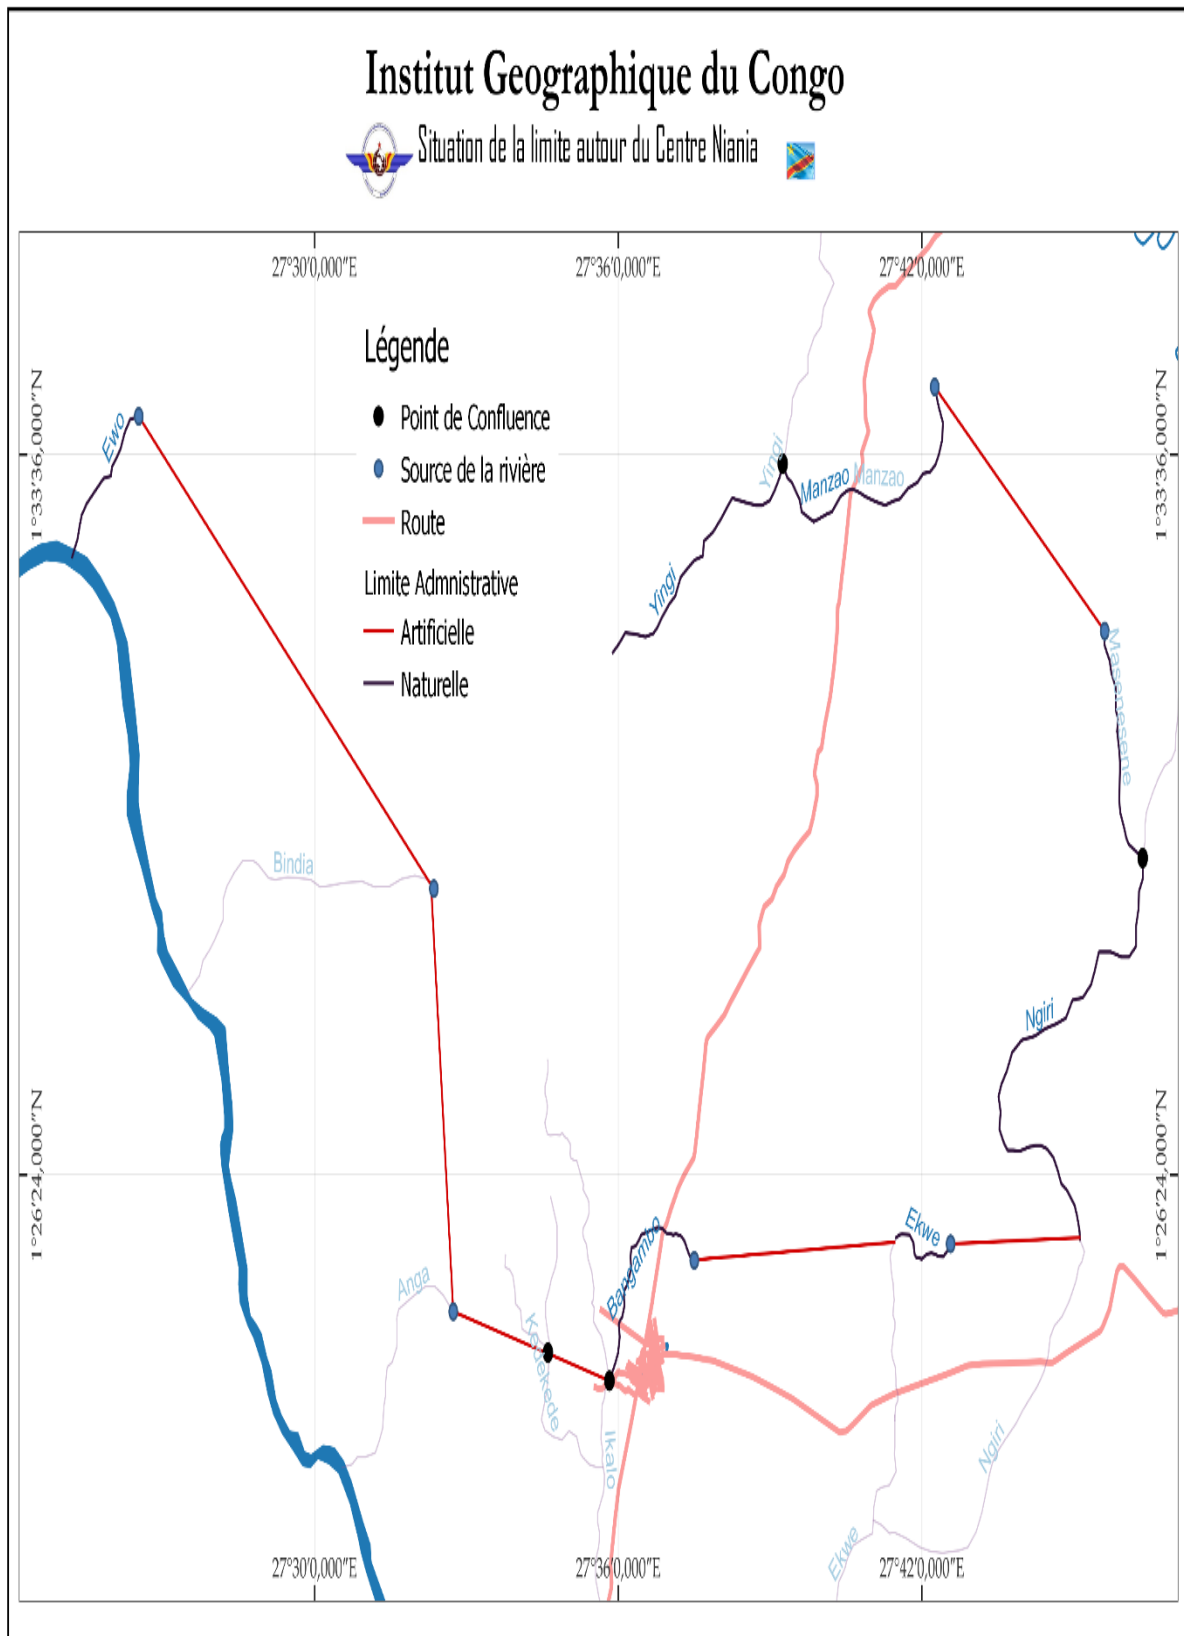 Institut Geographique du Congo
Situation de la limite autour du Centre Niania
27°30'0,000"E
27°36'0,000"E
27°42'0,000"E
Légende
Point de Confluence
Source de la rivière
Route
Limite Admnistrative
Artificielle
Naturelle
1°33'36,000"N
1°33'36,000"N
Ewo
Yingi
Manzao
Manzao
Yingi
Masenesene
Bindia
Ngiri
1°26'24,000"N
1°26'24,000"N
Ekwe
Bangambo
Anga
Kedekede
Ikalo
Ngiri
Ekwe
27°30'0,000"E
27°36'0,000"E
27°42'0,000"E